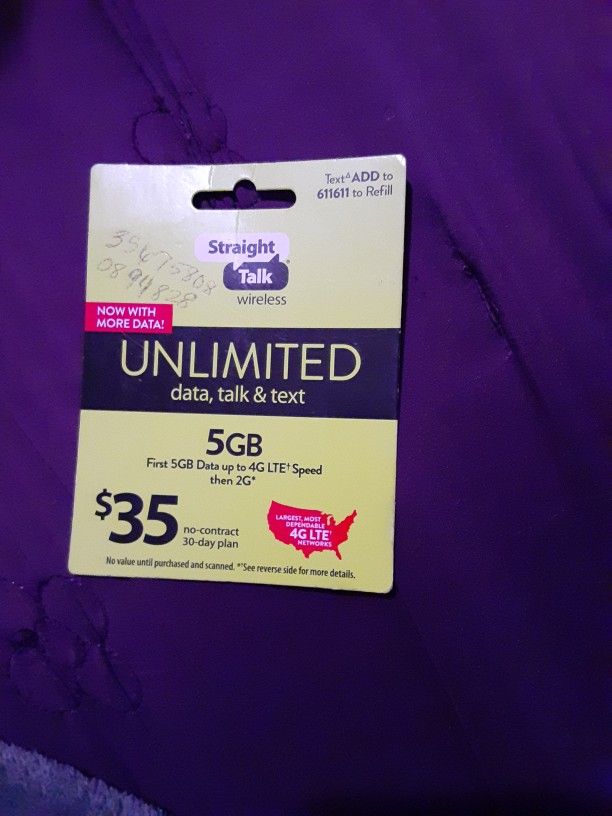 Text△ ADD to
611611 to Refill
Straight
Talk
wireless
NOW WITH
MORE DATA!
UNLIMITED
data, talk & text
5GB
First 5GB Data up to 4G LTE† Speed
then 2G*
$35 no-contract
30-day plan
LARGEST, MOST
DEPENDABLE
4G LTE†
NETWORKS
No value until purchased and scanned. *†See reverse side for more details.